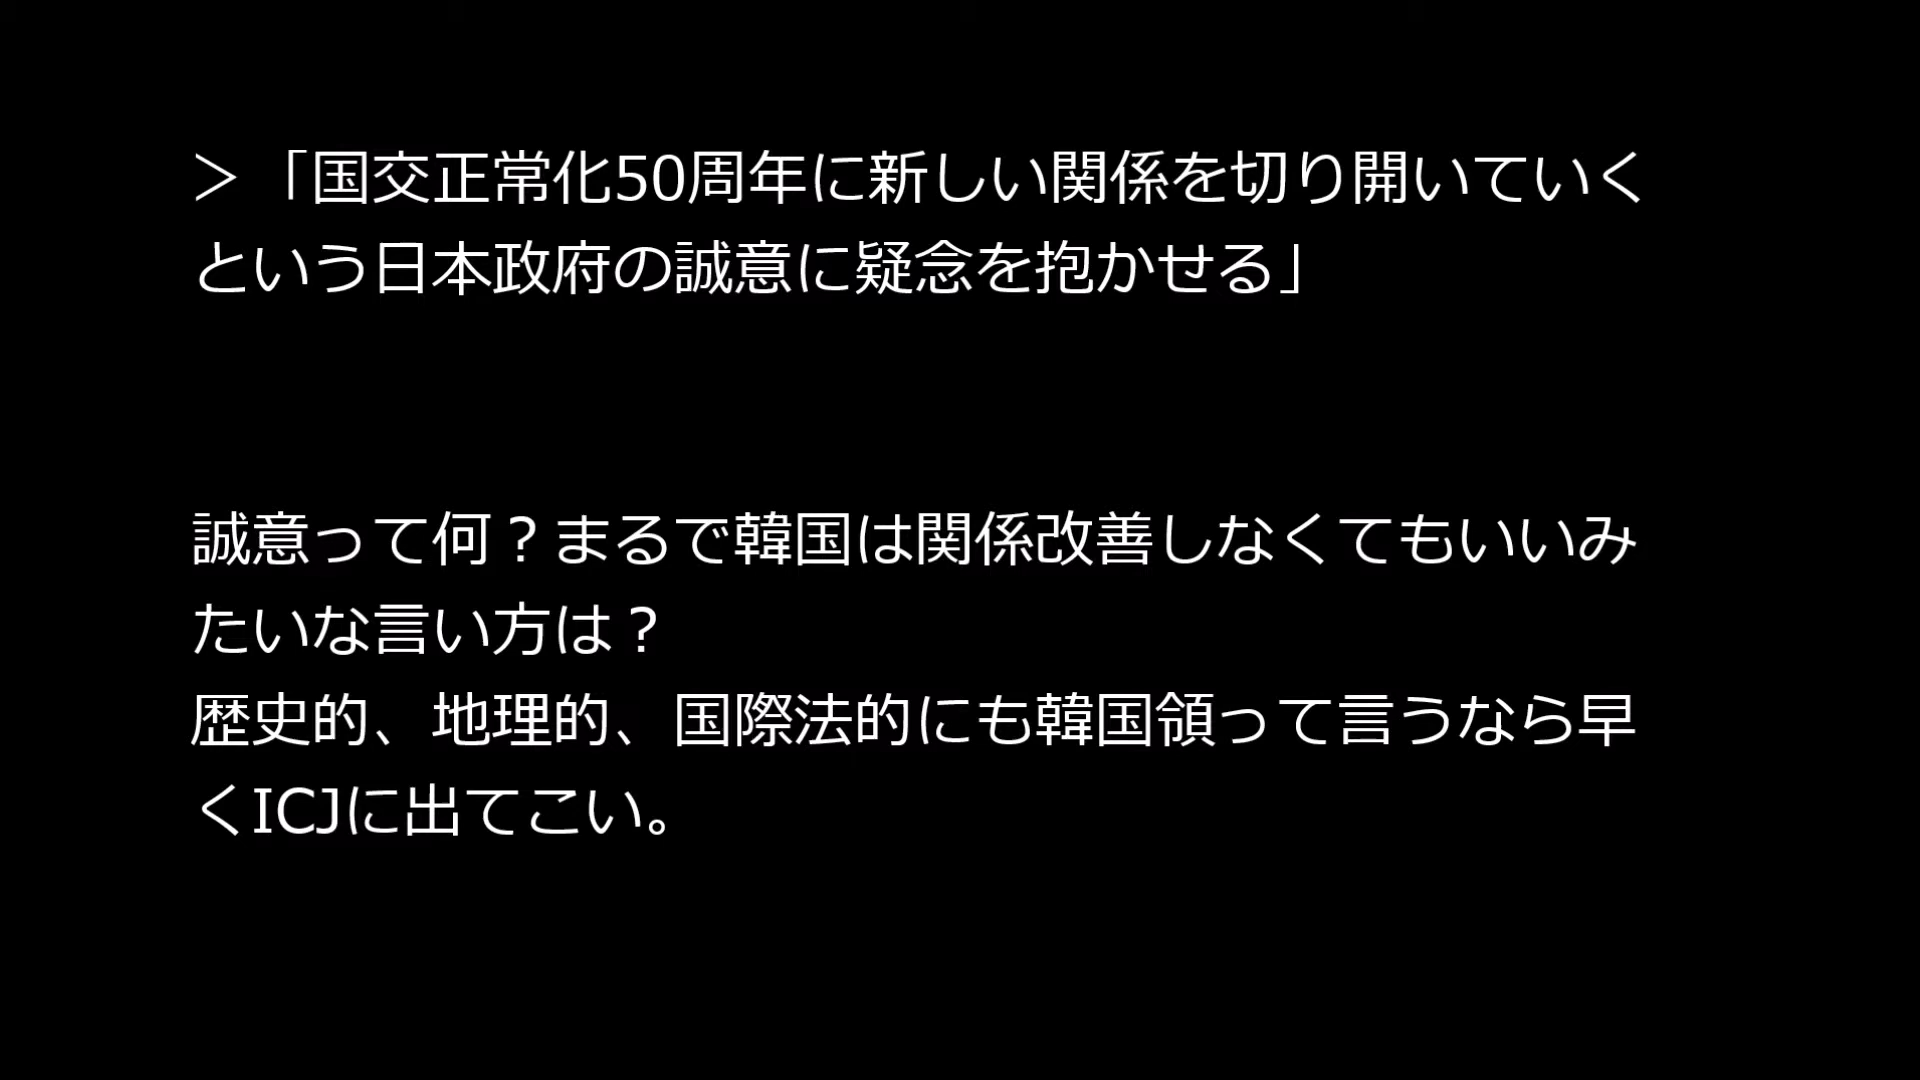 ＞「国交正常化50周年に新しい関係を切り開いていく
という日本政府の誠意に疑念を抱かせる」
誠意って何？まるで韓国は関係改善しなくてもいいみ
たいな言い方は？
歴史的、地理的、国際法的にも韓国領って言うなら早
くICJに出てこい。